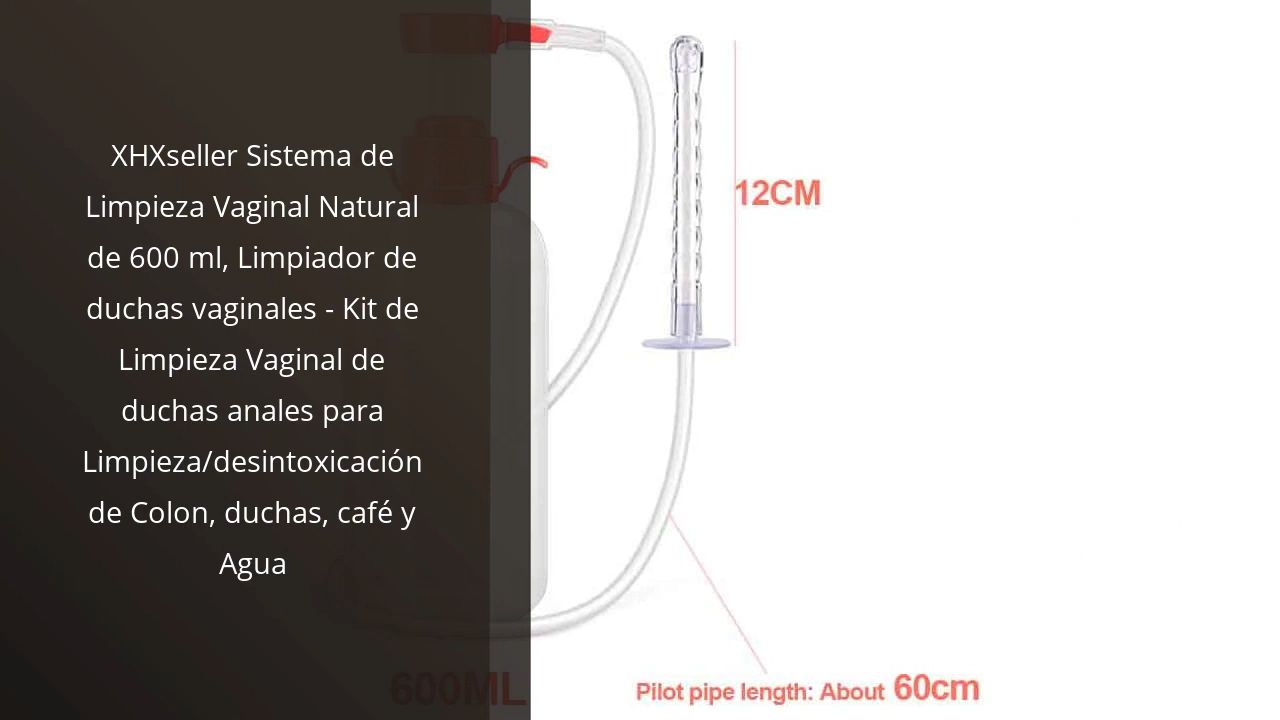 XHXseller Sistema de
Limpieza Vaginal Natural
de 600 ml, Limpiador de
duchas vaginales - Kit de
Limpieza Vaginal de
duchas anales para
Limpieza/desintoxicación
de Colon, duchas, café y
Agua
12CM
600ML
Pilot pipe length: About 60cm